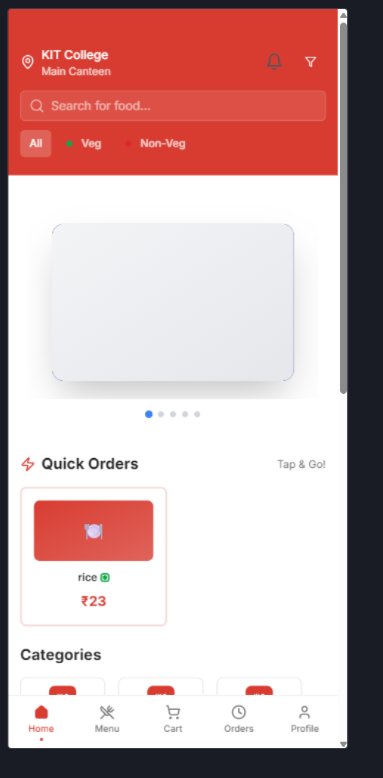 KIT College
Main Canteen
Search for food...
All
Veg
Non-Veg
Quick Orders
Tap & Go!
rice
₹23
Categories
Home
Menu
Cart
Orders
Profile